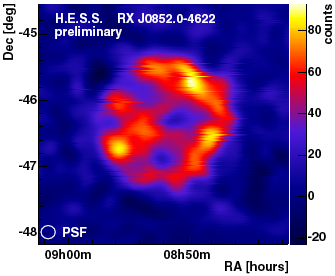 H.E.S.S. RX J0852.0-4622
preliminary
Dec [deg]
-45
-46
-47
-48
PSF
09h00m
08h50m
RA [hours]
counts
80
60
40
20
0
-20